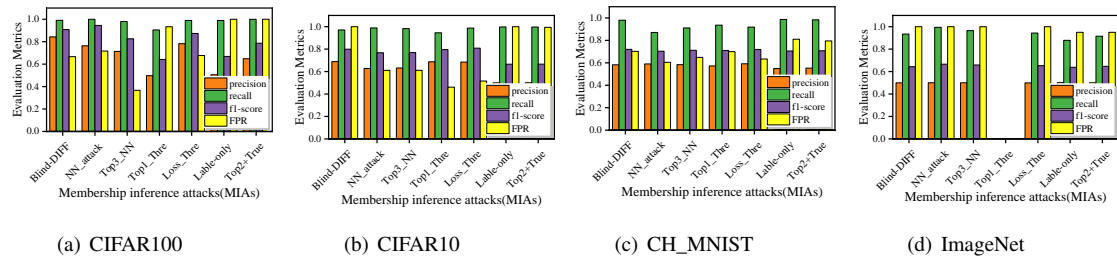 Evaluation Metrics
1.0
0.8
0.6
0.4
0.2
0.0
precision
recall
f1-score
FPR
Blind-DIFF
NN_attack
Top3_NN
Top1_Thre
Loss_Thre
Lable-only
Top2+True
Membership inference attacks(MIAs)
(a) CIFAR100
Evaluation Metrics
1.0
0.8
0.6
0.4
0.2
0.0
precision
recall
f1-score
FPR
Blind-DIFF
NN_attack
Top3_NN
Top1_Thre
Loss_Thre
Lable-only
Top2+True
Membership inference attacks(MIAs)
(b) CIFAR10
Evaluation Metrics
1.0
0.8
0.6
0.4
0.2
0.0
precision
recall
f1-score
FPR
Blind-DIFF
NN_attack
Top3_NN
Top1_Thre
Loss_Thre
Lable-only
Top2+True
Membership inference attacks(MIAs)
(c) CH_MNIST
Evaluation Metrics
1.0
0.8
0.6
0.4
0.2
0.0
precision
recall
f1-score
FPR
Blind-DIFF
NN_attack
Top3_NN
Top1_Thre
Loss_Thre
Lable-only
Top2+True
Membership inference attacks(MIAs)
(d) ImageNet